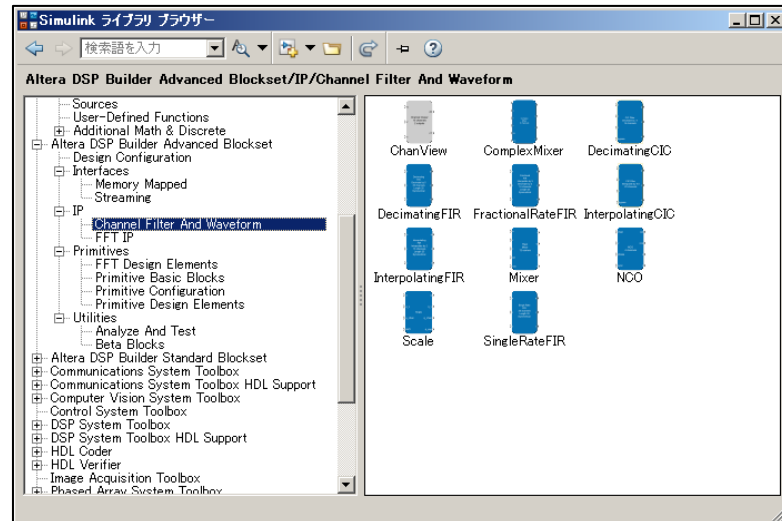 Simulink ライブラリ ブラウザー
検索語を入力
Altera DSP Builder Advanced Blockset/IP/Channel Filter And Waveform
Sources
User-Defined Functions
Additional Math & Discrete
Altera DSP Builder Advanced Blockset
Design Configuration
Interfaces
Memory Mapped
Streaming
IP
Channel Filter And Waveform
FFT IP
Primitives
FFT Design Elements
Primitive Basic Blocks
Primitive Configuration
Primitive Design Elements
Utilities
Analyze And Test
Beta Blocks
Altera DSP Builder Standard Blockset
Communications System Toolbox
Communications System Toolbox HDL Support
Computer Vision System Toolbox
Control System Toolbox
DSP System Toolbox
DSP System Toolbox HDL Support
HDL Coder
HDL Verifier
Image Acquisition Toolbox
Phased Array System Toolbox
ChanView ComplexMixer DecimatingCIC
DecimatingFIR FractionalRateFIR InterpolatingCIC
InterpolatingFIR Mixer NCO
Scale SingleRateFIR